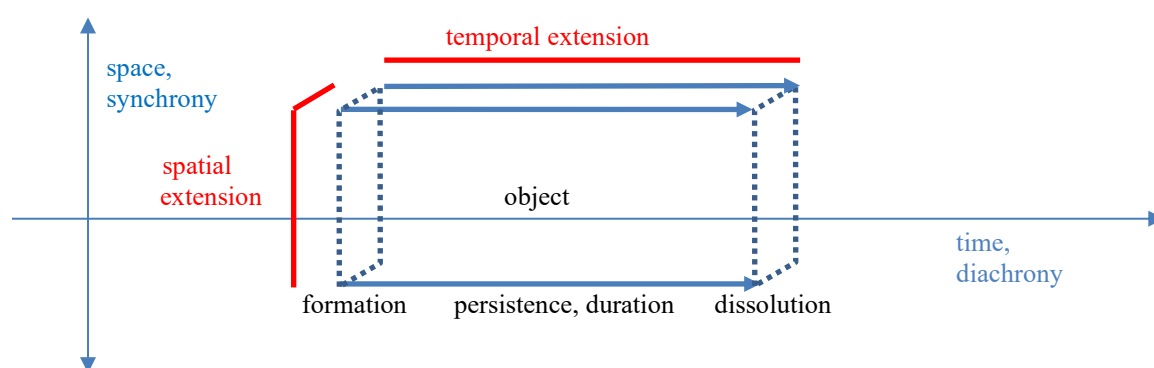 temporal extension
space,
synchrony
spatial
extension
object
time,
diachrony
formation
persistence, duration
dissolution